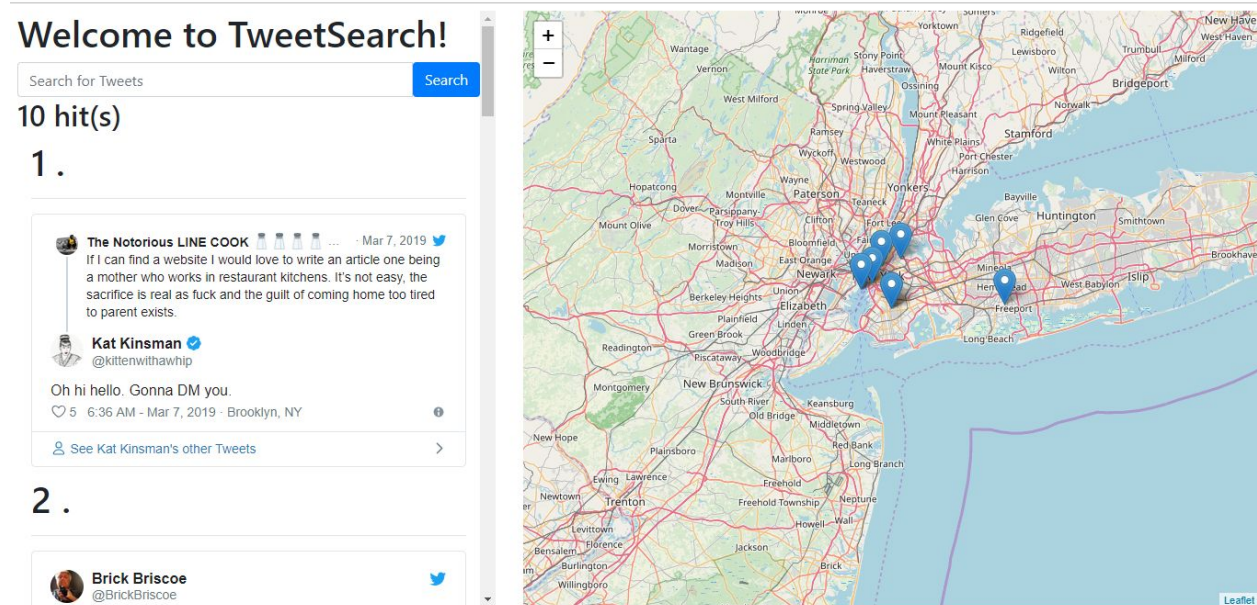 Welcome to TweetSearch!
Search for Tweets
Search
10 hit(s)
1 .
The Notorious LINE COOK ... · Mar 7, 2019
If I can find a website I would love to write an article one being
a mother who works in restaurant kitchens. It's not easy, the
sacrifice is real as fuck and the guilt of coming home too tired
to parent exists.
Kat Kinsman
@kittenwithawhip
Oh hi hello. Gonna DM you.
5 6:36 AM - Mar 7, 2019 · Brooklyn, NY
See Kat Kinsman's other Tweets
2 .
Brick Briscoe
@BrickBriscoe
+
−
Yorktown
Somers
Ridgefield
New Haven
West Haven
Wantage
Stony Point
Lewisboro
Trumbull
Milford
Vernon
Harriman
State Park
Haverstraw
Mount Kisco
Wilton
Bridgeport
Ossining
West Milford
Spring Valley
Mount Pleasant
Norwalk
Sparta
Ramsey
White Plains
Stamford
Wyckoff
Westwood
Port Chester
Harrison
Hopatcong
Wayne
Paterson
Yonkers
Montville
Teaneck
Bayville
Dover
Parsippany-
Troy Hills
Clifton
Fort Lee
Glen Cove
Huntington
Smithtown
Mount Olive
Morristown
Bloomfield
Brookhave
Madison
East Orange
Newark
Mineola
Islip
West Babylon
Berkeley Heights
Union
Elizabeth
Freeport
Plainfield
Linden
Green Brook
Long Beach
Readington
Piscataway
Woodbridge
Montgomery
New Brunswick
South River
Keansburg
Old Bridge
Middletown
New Hope
Red Bank
Plainsboro
Marlboro
Long Branch
Ewing
Lawrence
Freehold
Newtown
Trenton
Freehold Township
Neptune
Levittown
Howell
Wall
Florence
Bensalem
Jackson
Burlington
Brick
Willingboro
Leaflet